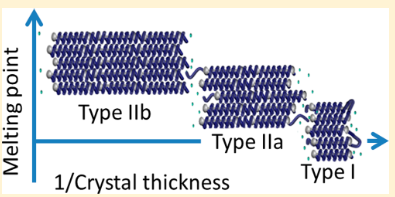 Melting point
Type IIb
Type IIa
Type I
1/Crystal thickness